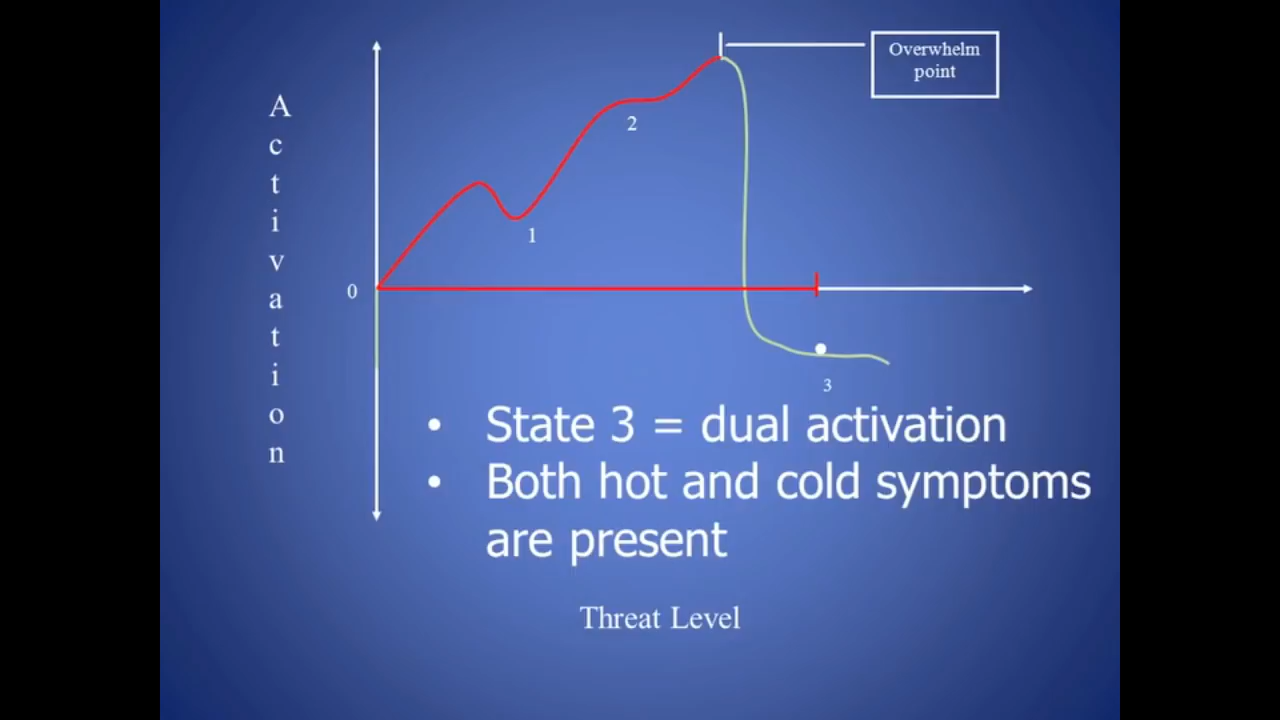 Overwhelm
point
Activation
2
1
0
3
• State 3 = dual activation
• Both hot and cold symptoms
are present
Threat Level